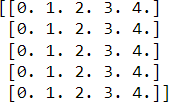 [[0. 1. 2. 3. 4.]
[0. 1. 2. 3. 4.]
[0. 1. 2. 3. 4.]
[0. 1. 2. 3. 4.]
[0. 1. 2. 3. 4.]]